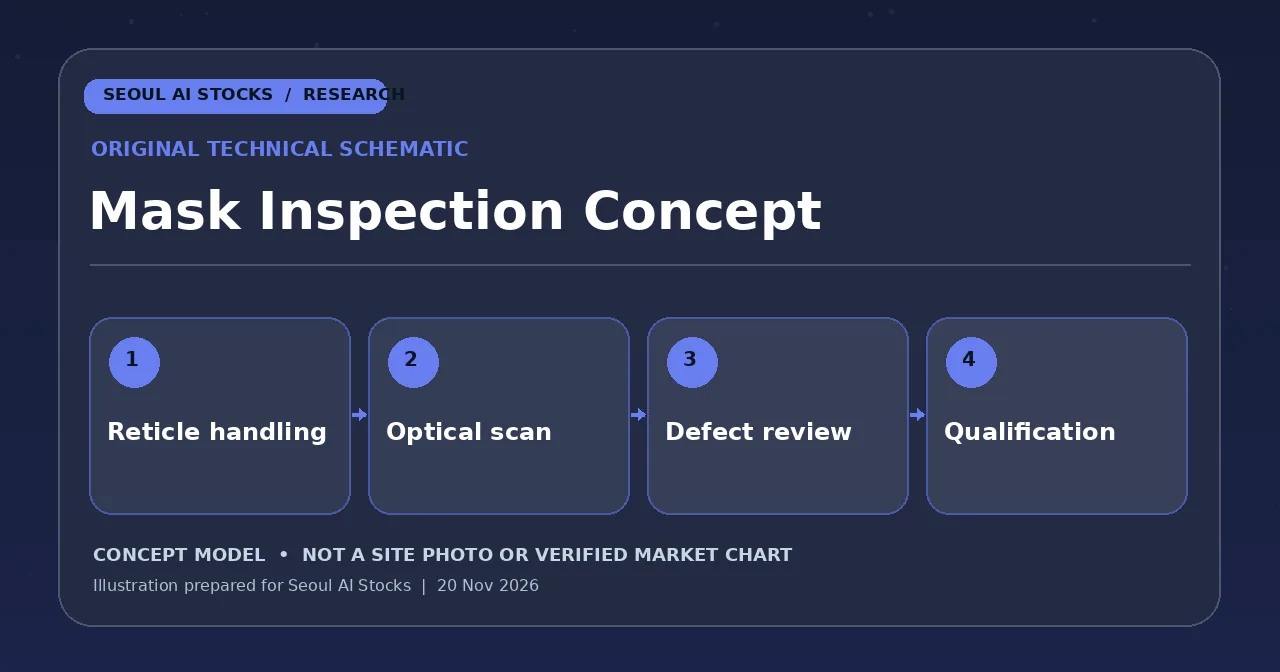 SEOUL AI STOCKS / RESEARCH
ORIGINAL TECHNICAL SCHEMATIC
Mask Inspection Concept
1
Reticle handling
2
Optical scan
3
Defect review
4
Qualification
CONCEPT MODEL • NOT A SITE PHOTO OR VERIFIED MARKET CHART
Illustration prepared for Seoul AI Stocks | 20 Nov 2026